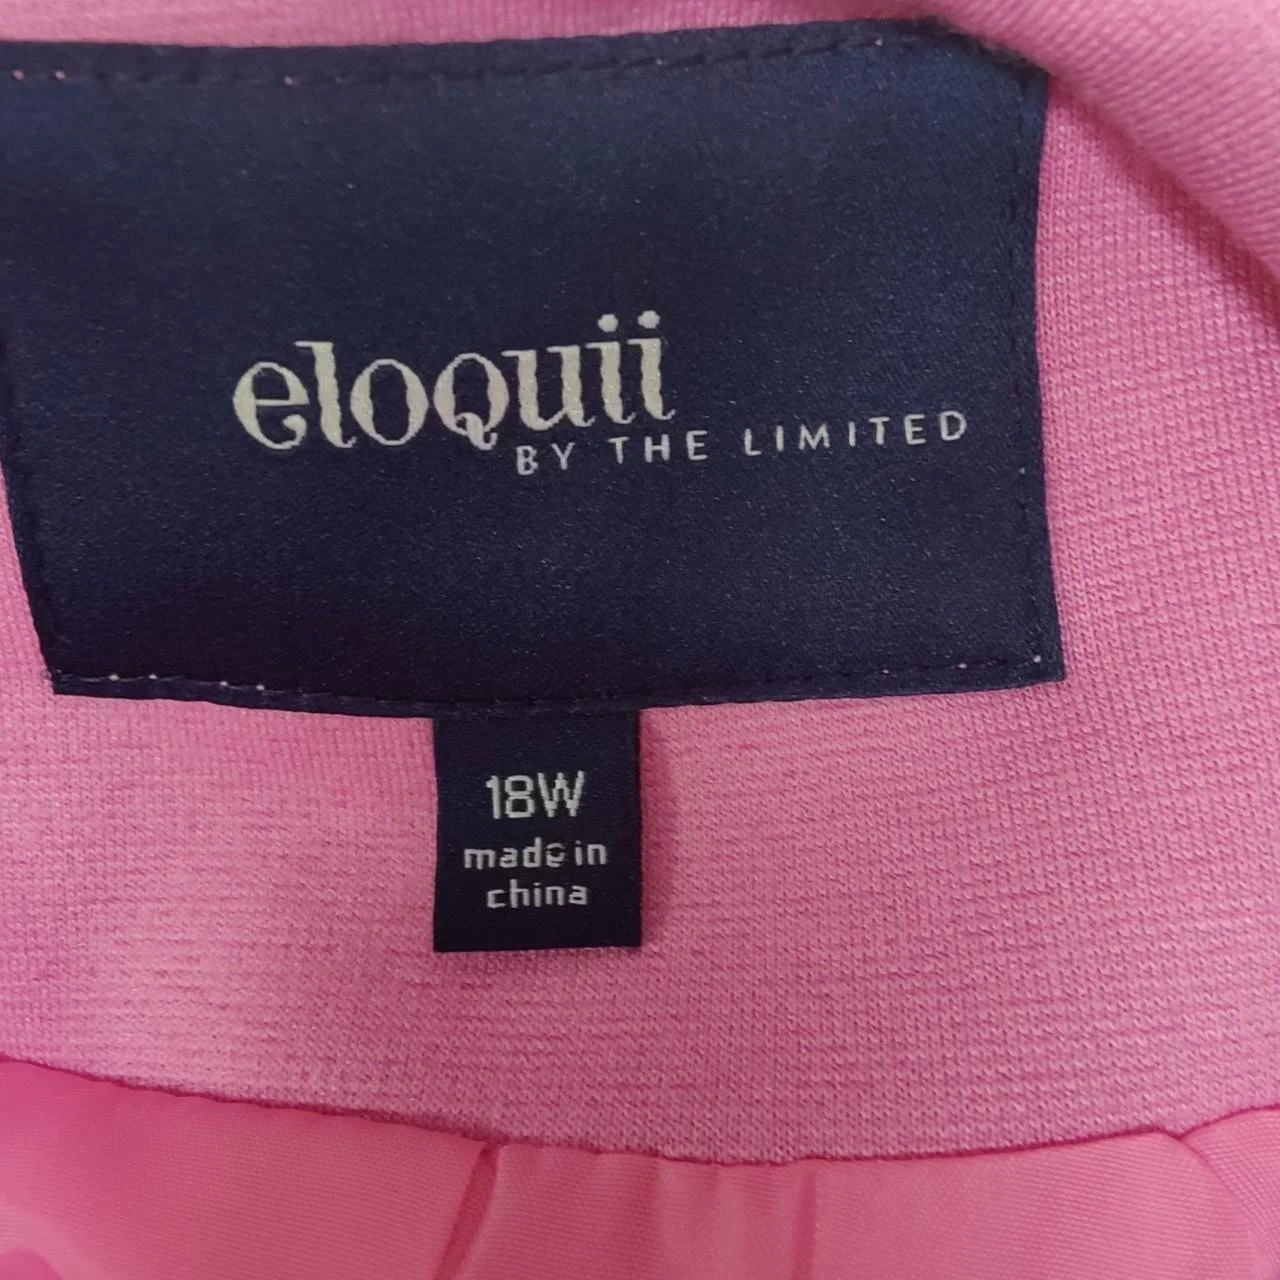 eloquii
BY THE LIMITED
18W
made in
china